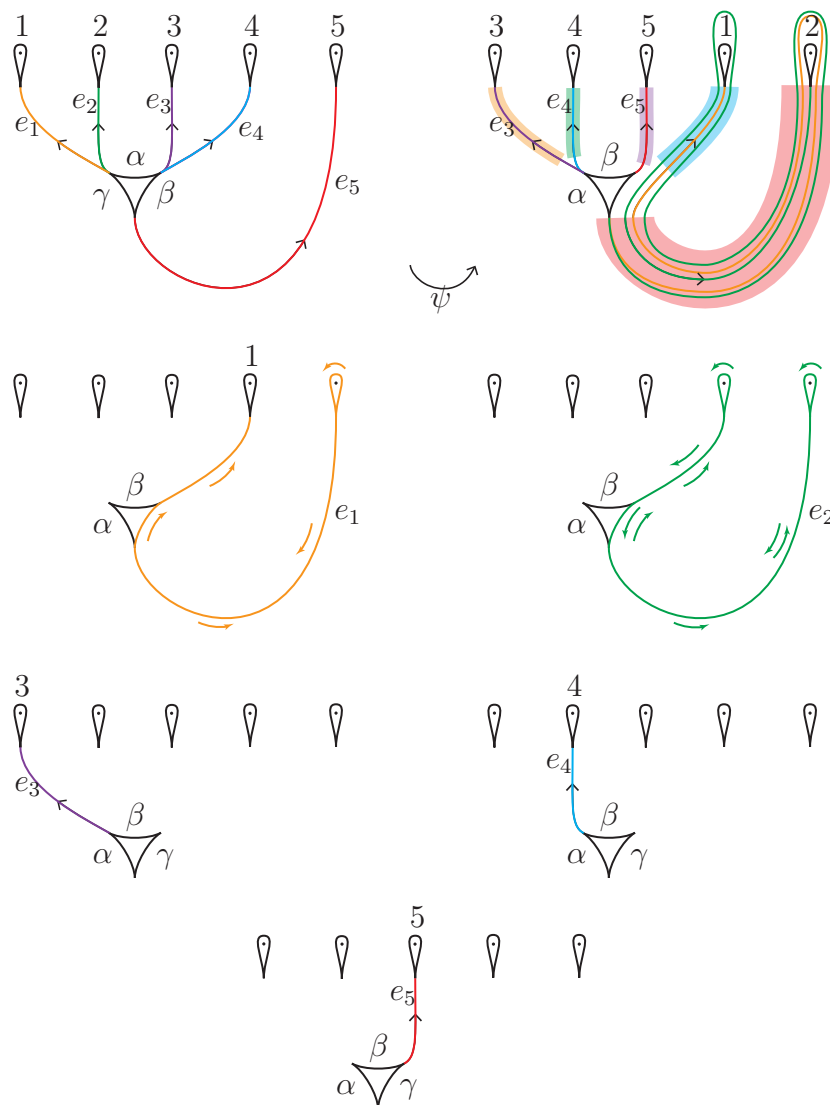 1 2 3 4 5 3 4 5 1 2
e₁ e₂ e₃ e₄ e₃ e₄ e₅
α β
γ β e₅ α
ψ
1
β β
α e₁ α e₂
3 4
e₃ e₄
β β
α γ α γ
5
e₅
β
α γ